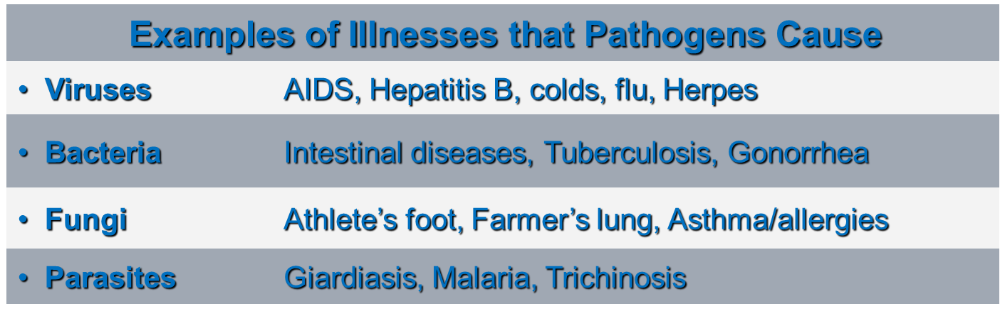 Examples of Illnesses that Pathogens Cause
• Viruses AIDS, Hepatitis B, colds, flu, Herpes
• Bacteria Intestinal diseases, Tuberculosis, Gonorrhea
• Fungi Athlete’s foot, Farmer’s lung, Asthma/allergies
• Parasites Giardiasis, Malaria, Trichinosis